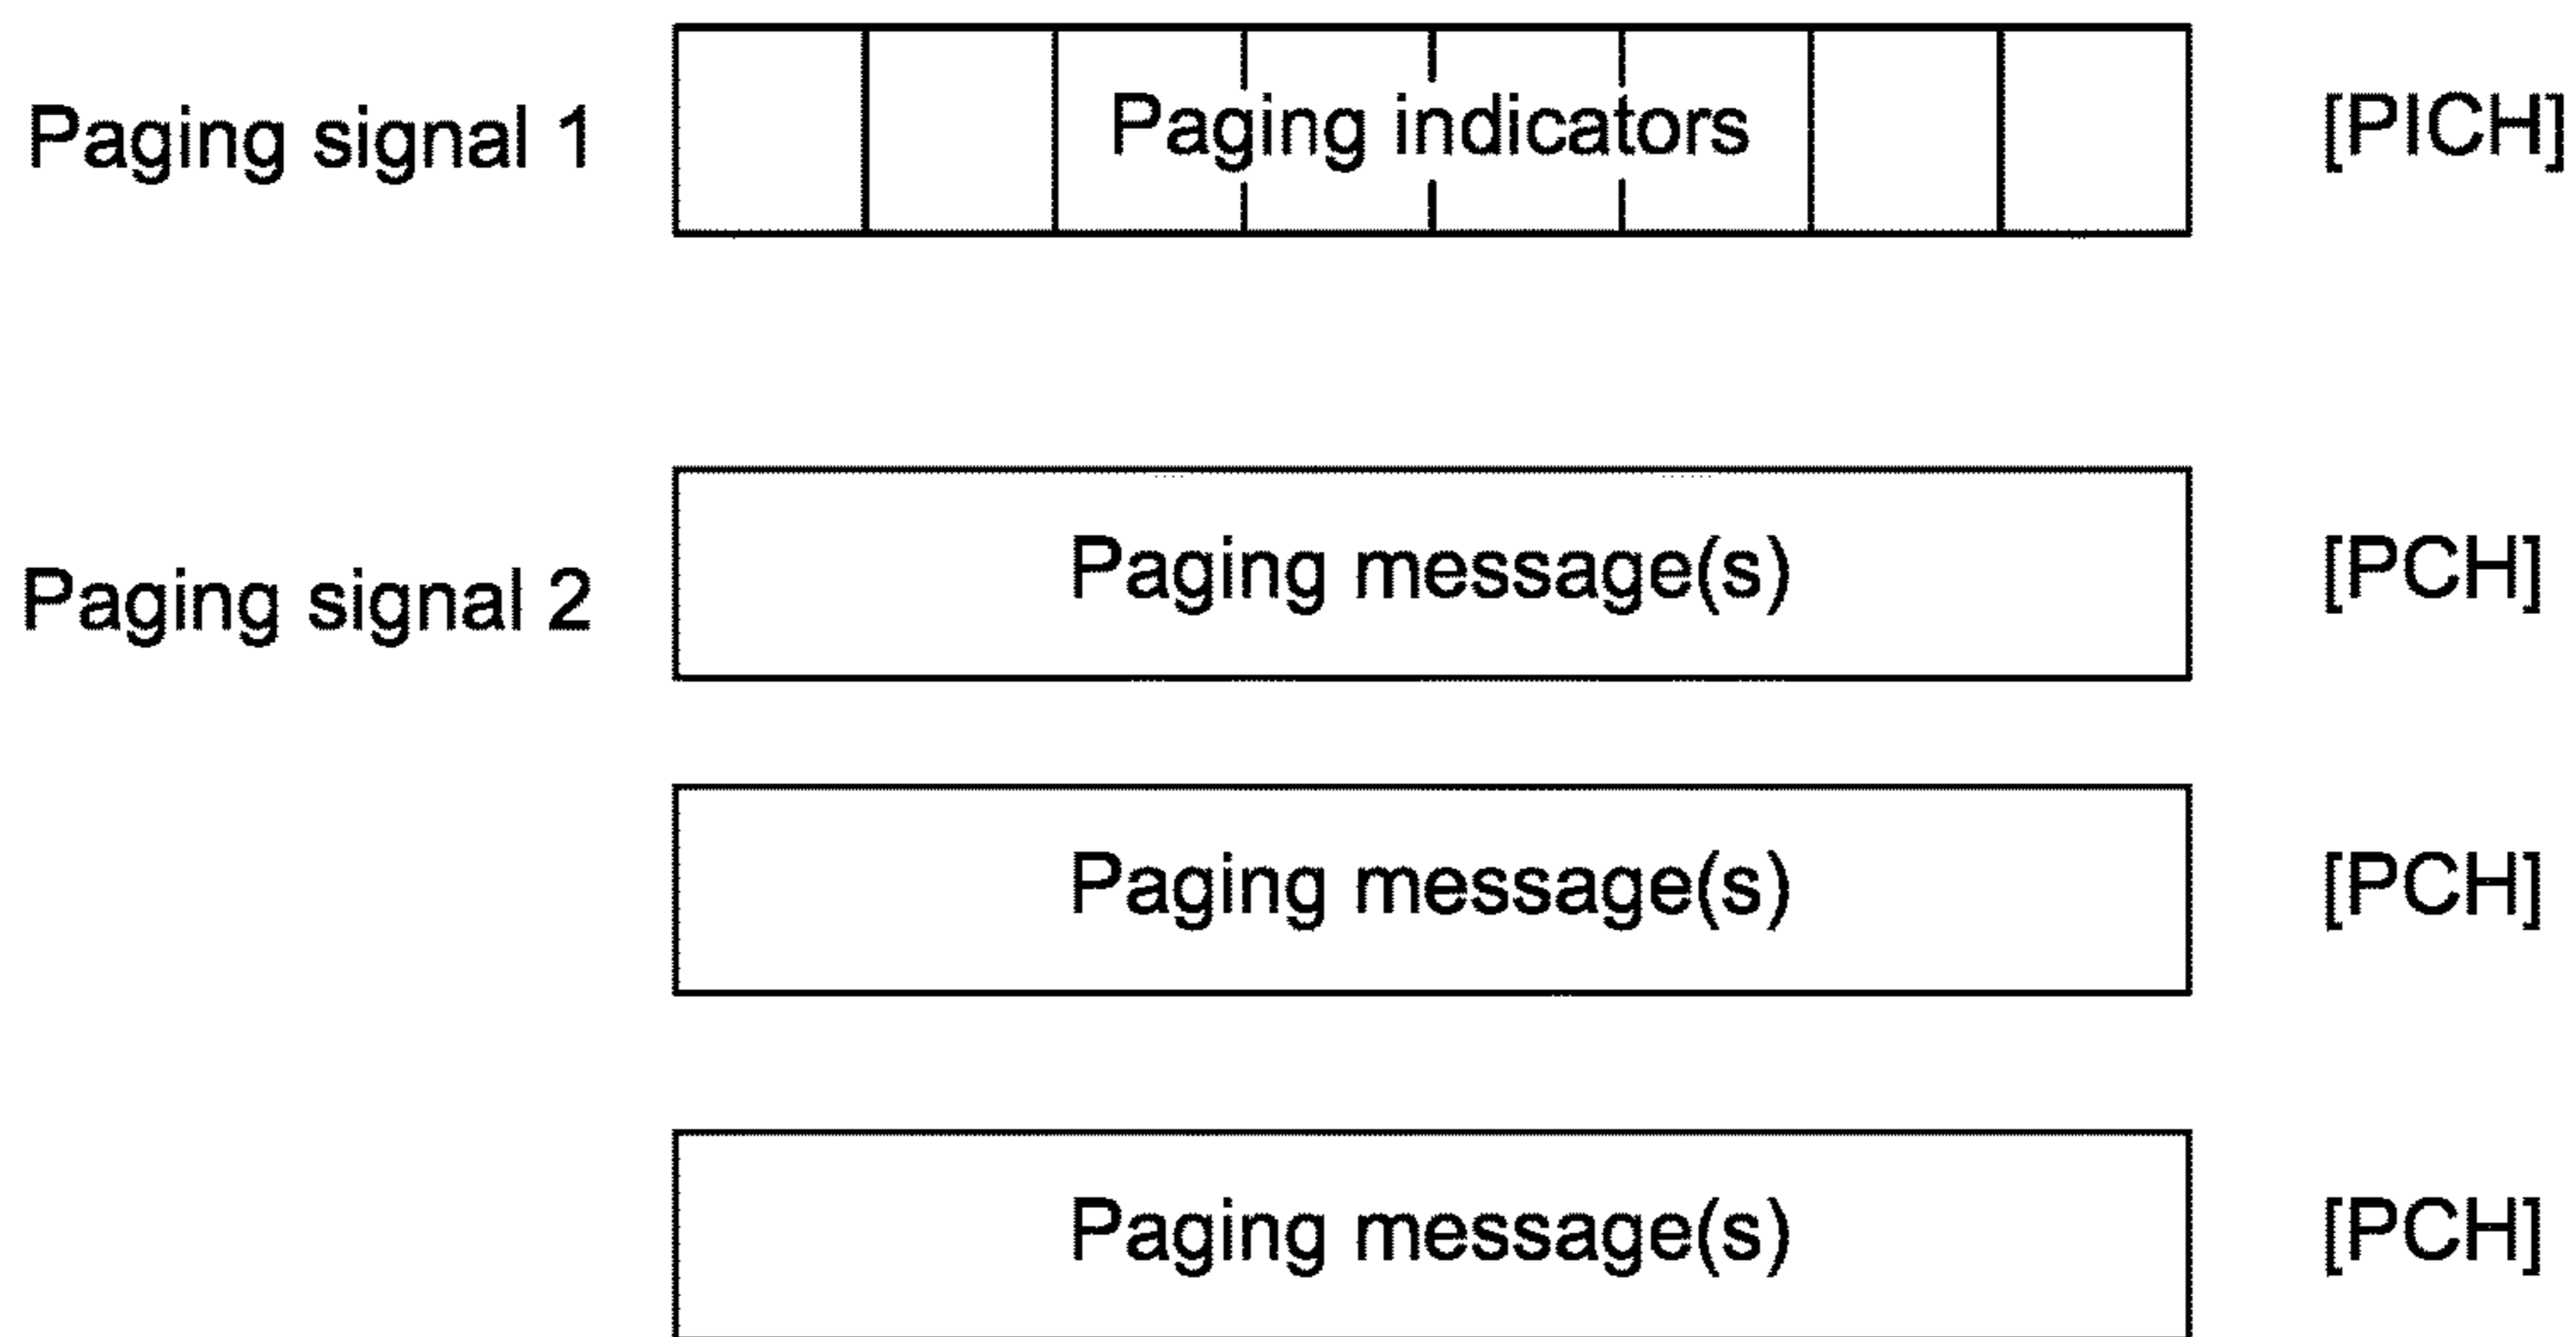 Paging signal 1 Paging indicators [PICH]
Paging signal 2 Paging message(s) [PCH]
Paging message(s) [PCH]
Paging message(s) [PCH]